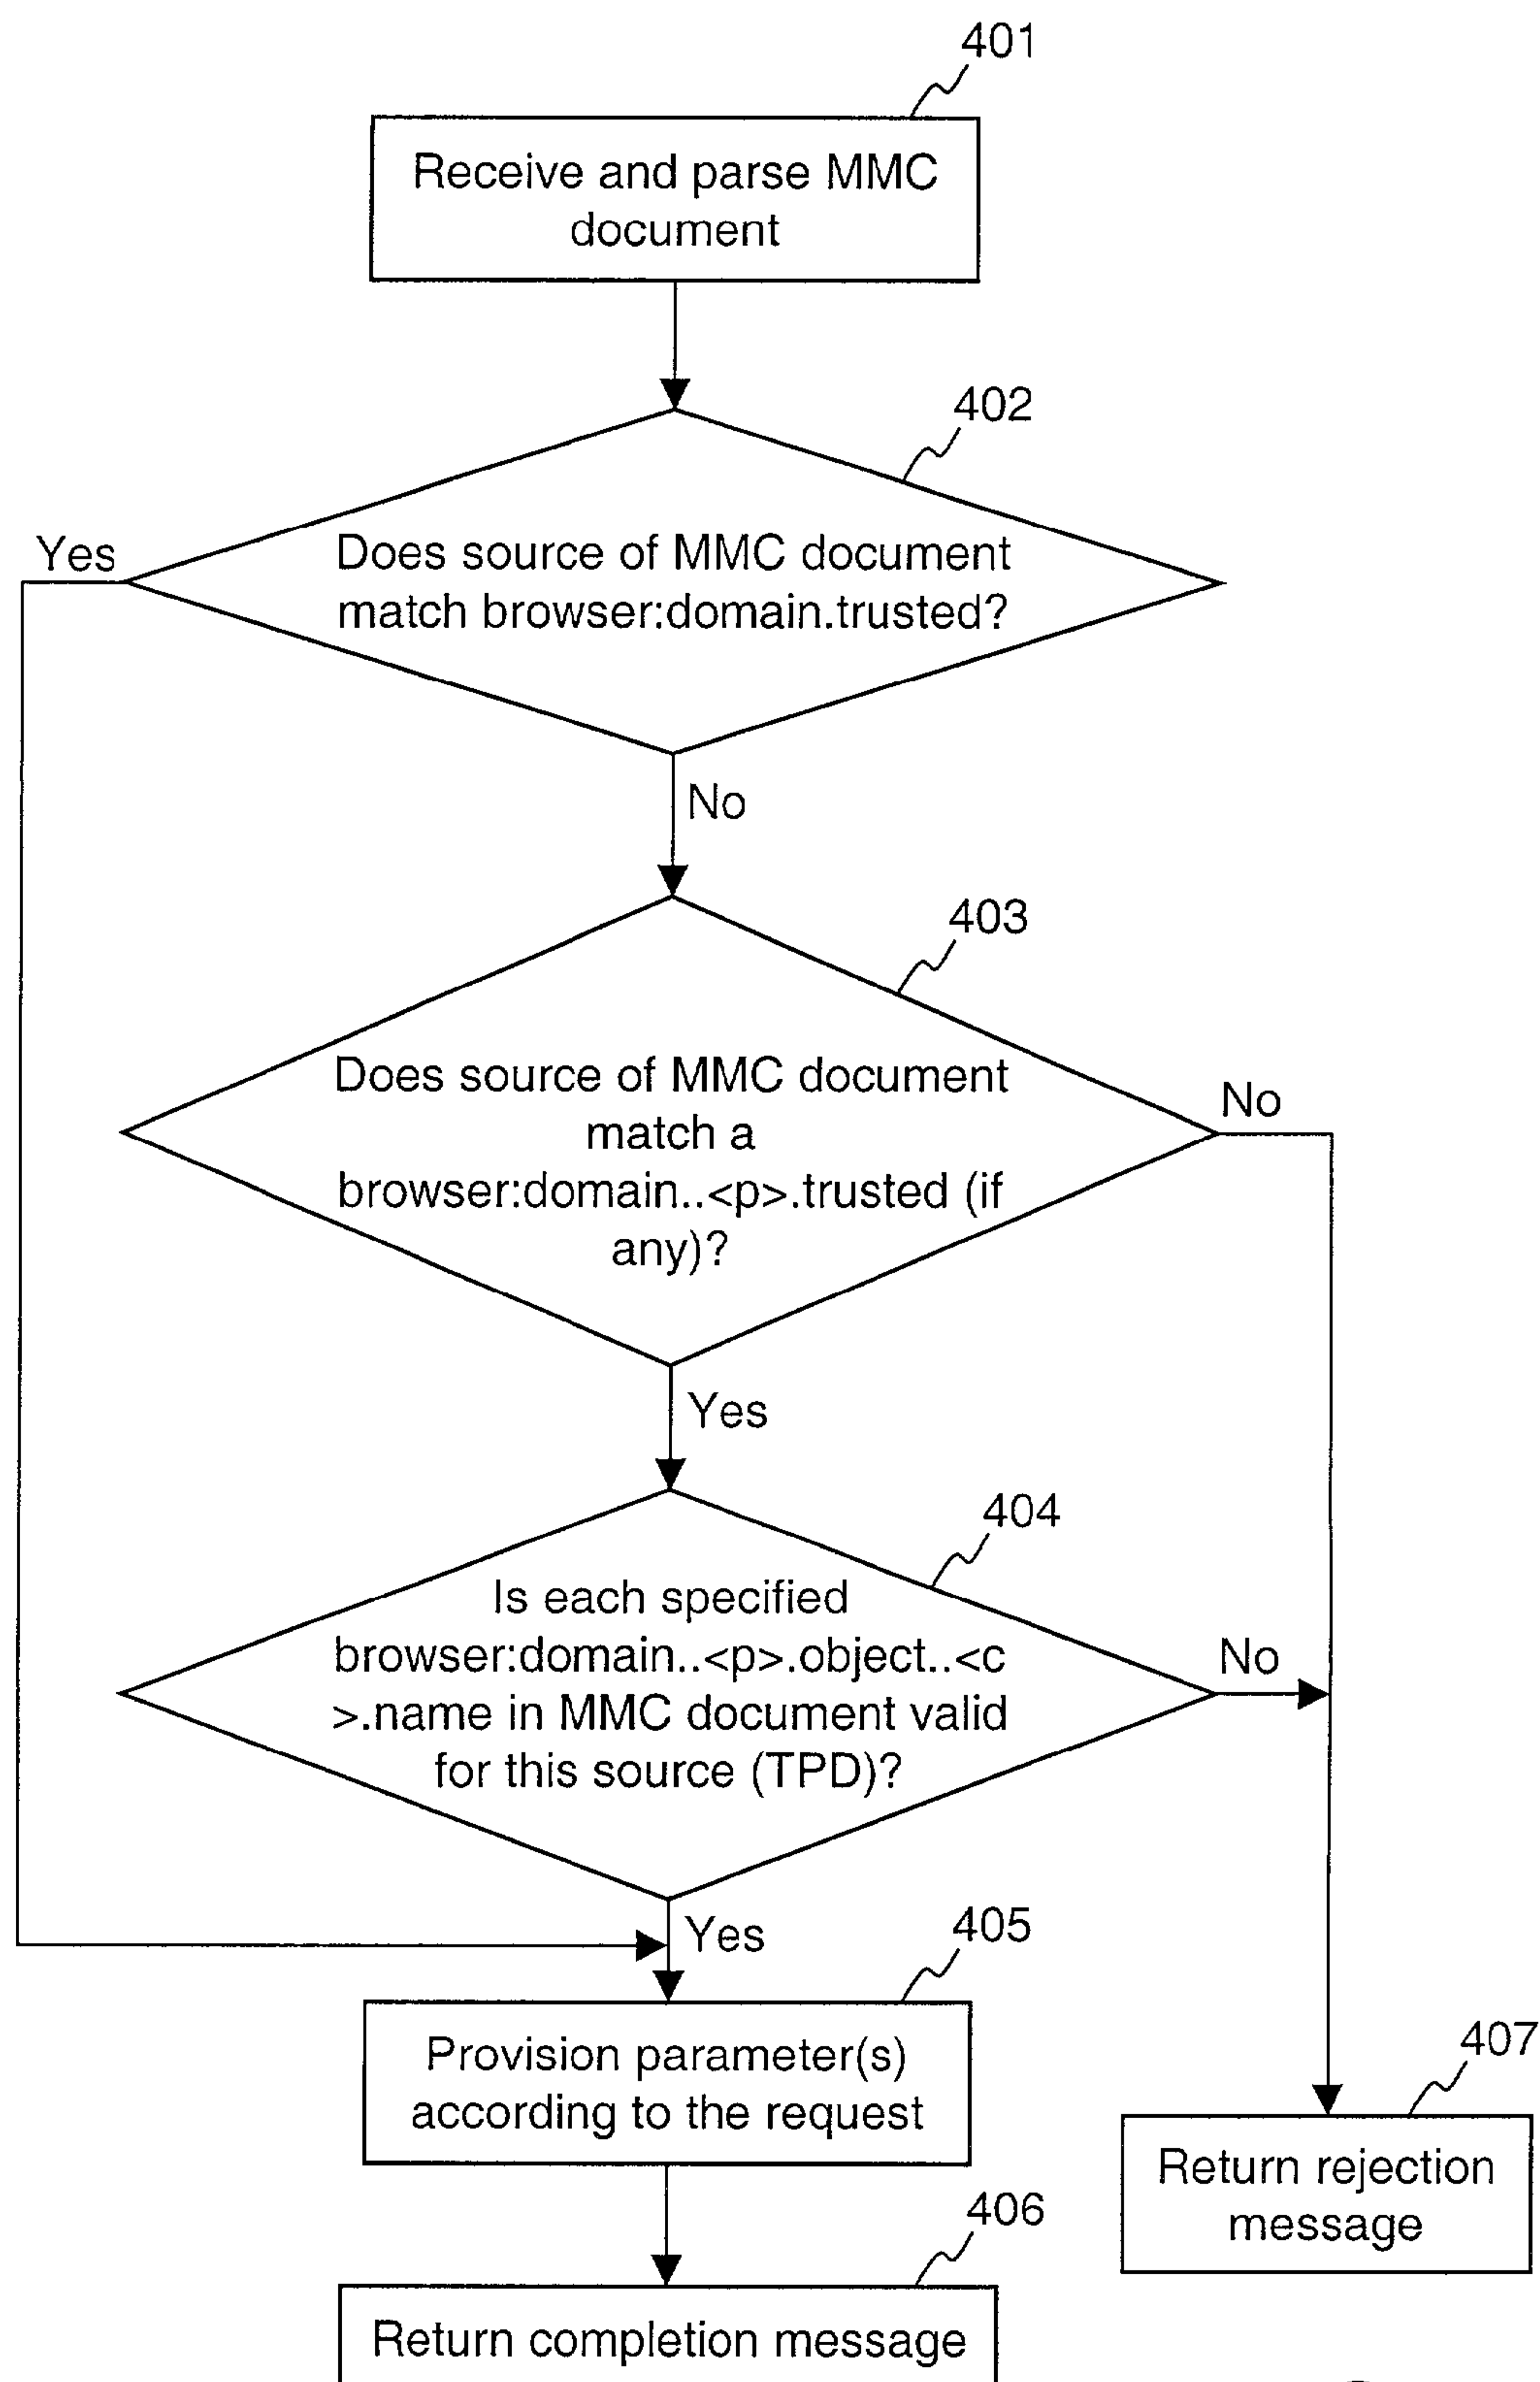 401
Receive and parse MMC
document
402
Yes
Does source of MMC document
match browser:domain.trusted?
No
403
Does source of MMC document
match a
browser:domain..<p>.trusted (if
any)?
No
Yes
404
Is each specified
browser:domain..<p>.object..<c
>.name in MMC document valid
for this source (TPD)?
No
Yes
405
Provision parameter(s)
according to the request
407
Return rejection
message
406
Return completion message